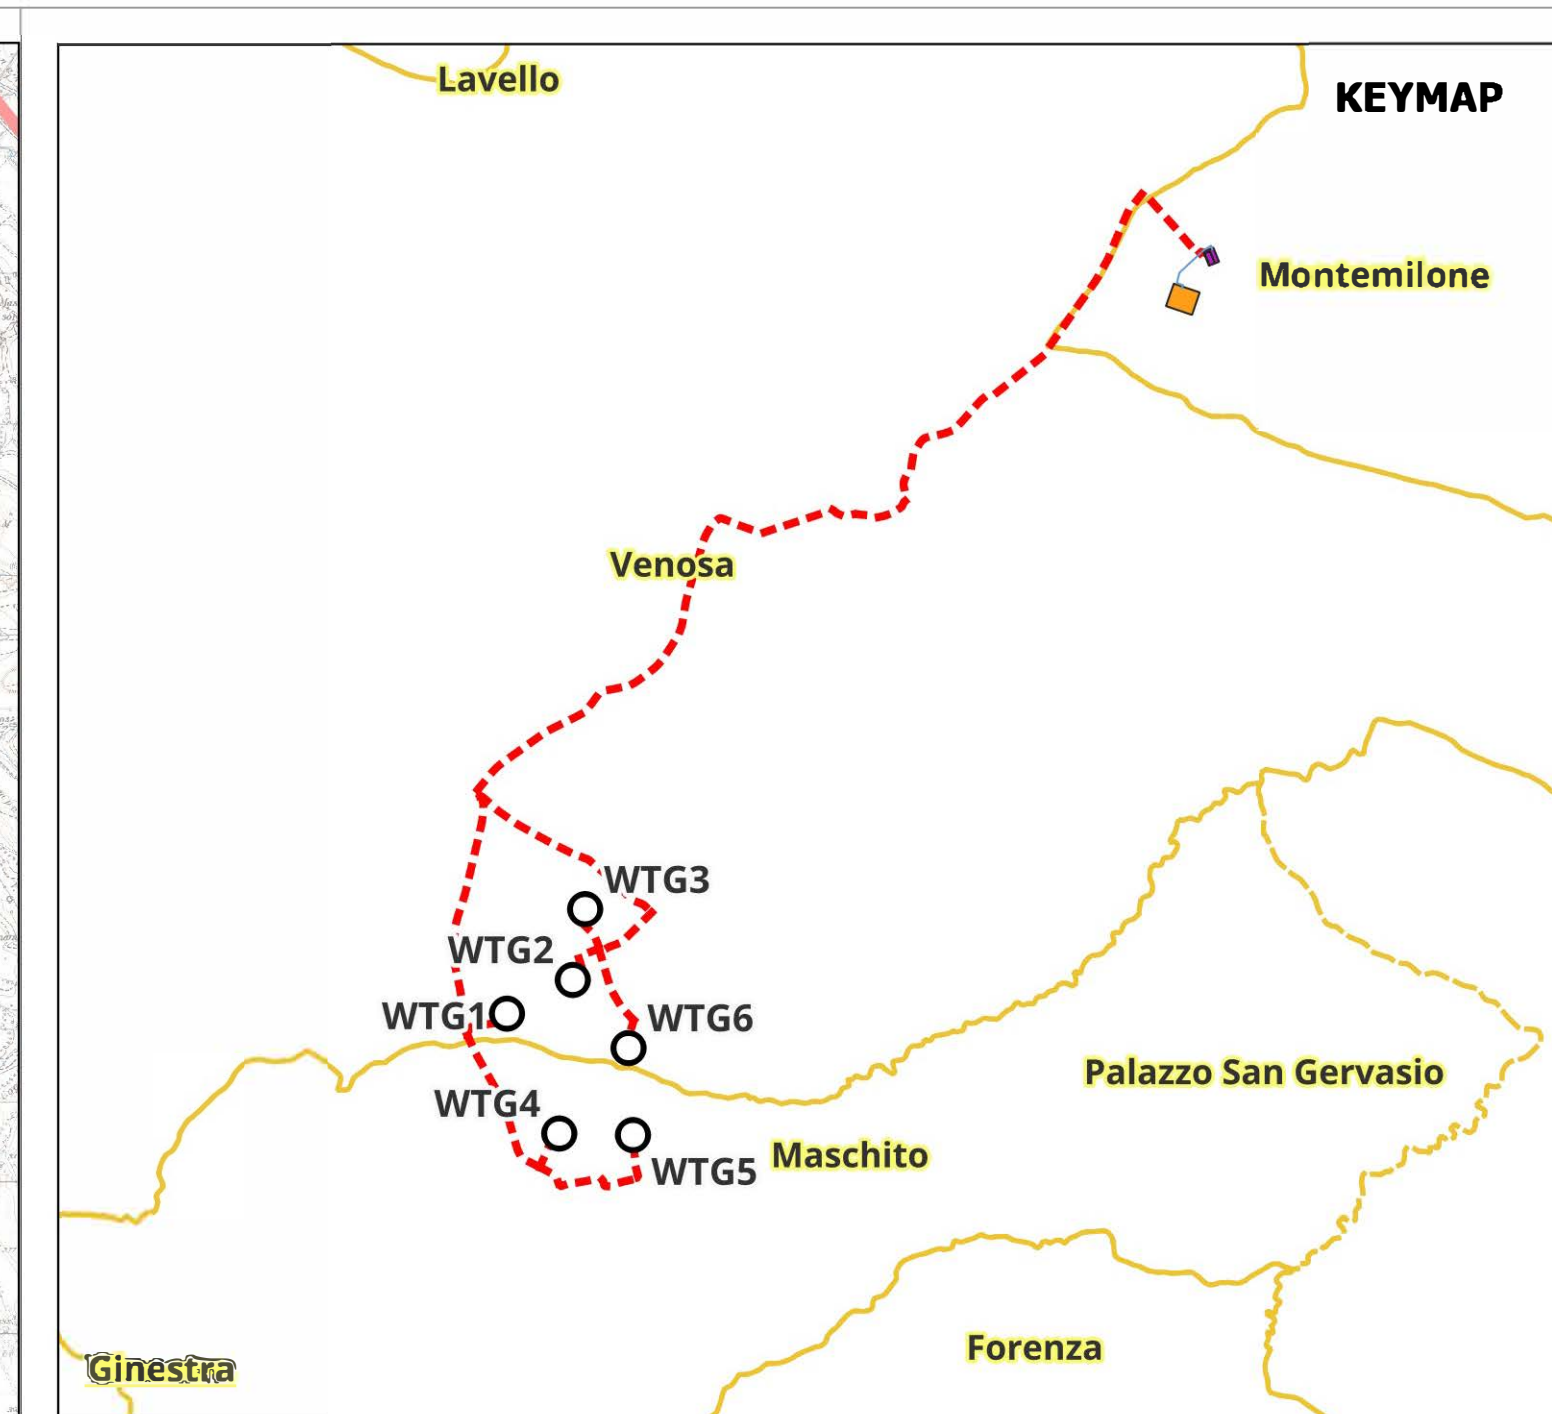 Lavello
KEYMAP
Montemilone
Venosa
WTG3
WTG2
WTG1
WTG6
Palazzo San Gervasio
WTG4
Maschito
WTG5
Forenza
Ginestra